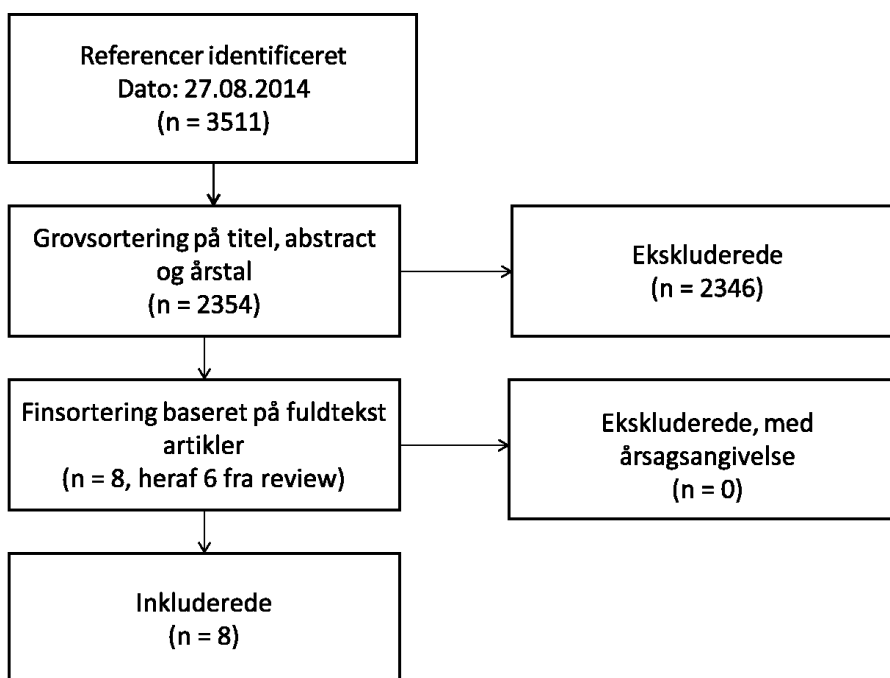 Referencer identificeret
Dato: 27.08.2014
(n = 3511)
Grovsortering på titel, abstract
og årstal
(n = 2354)
Ekskluderede
(n = 2346)
Finsortering baseret på fuldtekst
artikler
(n = 8, heraf 6 fra review)
Ekskluderede, med
årsagsangivelse
(n = 0)
Inkluderede
(n = 8)